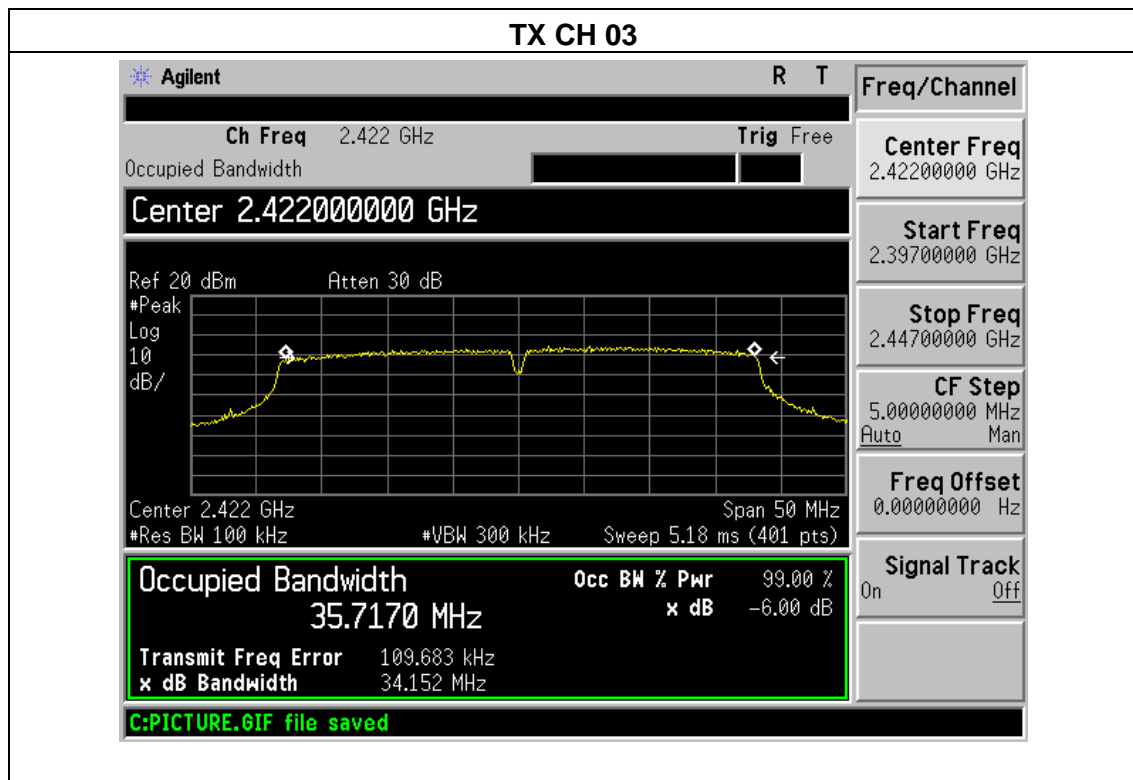 TX CH 03
Agilent R T
Ch Freq 2.422 GHz Trig Free
Occupied Bandwidth
Center 2.422000000 GHz
Ref 20 dBm Atten 30 dB
#Peak
Log
10
dB/
Center 2.422 GHz Span 50 MHz
#Res BW 100 kHz #VBW 300 kHz Sweep 5.18 ms (401 pts)
Occupied Bandwidth Occ BW % Pwr 99.00 %
35.7170 MHz x dB -6.00 dB
Transmit Freq Error 109.683 kHz
x dB Bandwidth 34.152 MHz
C:PICTURE.GIF file saved
Freq/Channel
Center Freq
2.42200000 GHz
Start Freq
2.39700000 GHz
Stop Freq
2.44700000 GHz
CF Step
5.00000000 MHz
Auto Man
Freq Offset
0.00000000 Hz
Signal Track
On Off